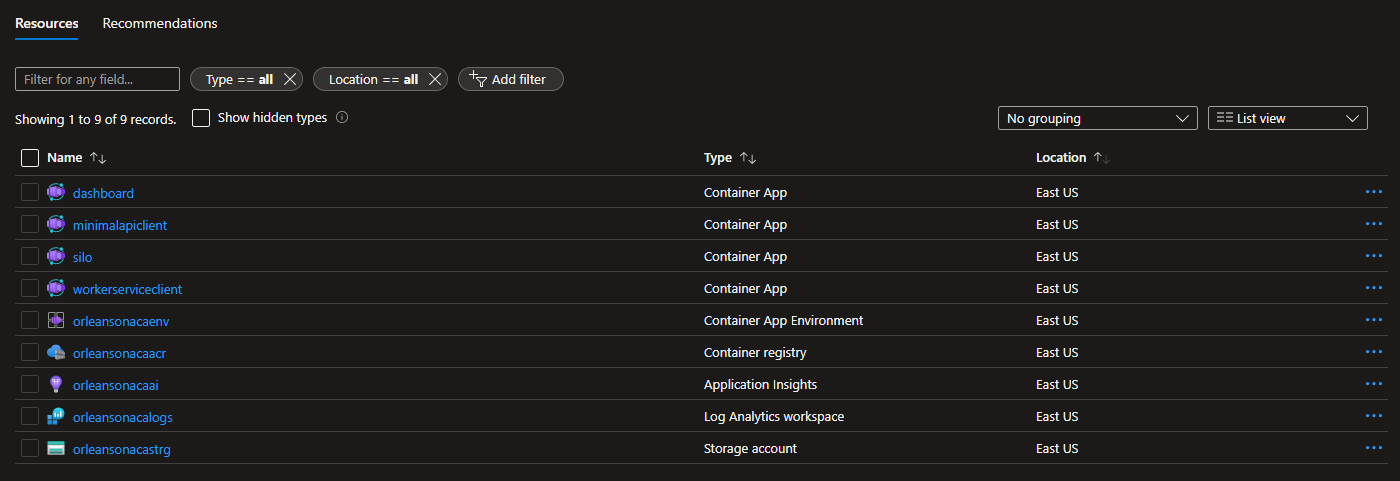 Resources Recommendations
Filter for any field... Type == all Location == all Add filter
Showing 1 to 9 of 9 records. Show hidden types No grouping List view
Name Type Location
dashboard Container App East US
minimalapiclient Container App East US
silo Container App East US
workerserviceclient Container App East US
orleansonacaenv Container App Environment East US
orleansonacaacr Container registry East US
orleansonacaai Application Insights East US
orleansonacalogs Log Analytics workspace East US
orleansonacastrg Storage account East US